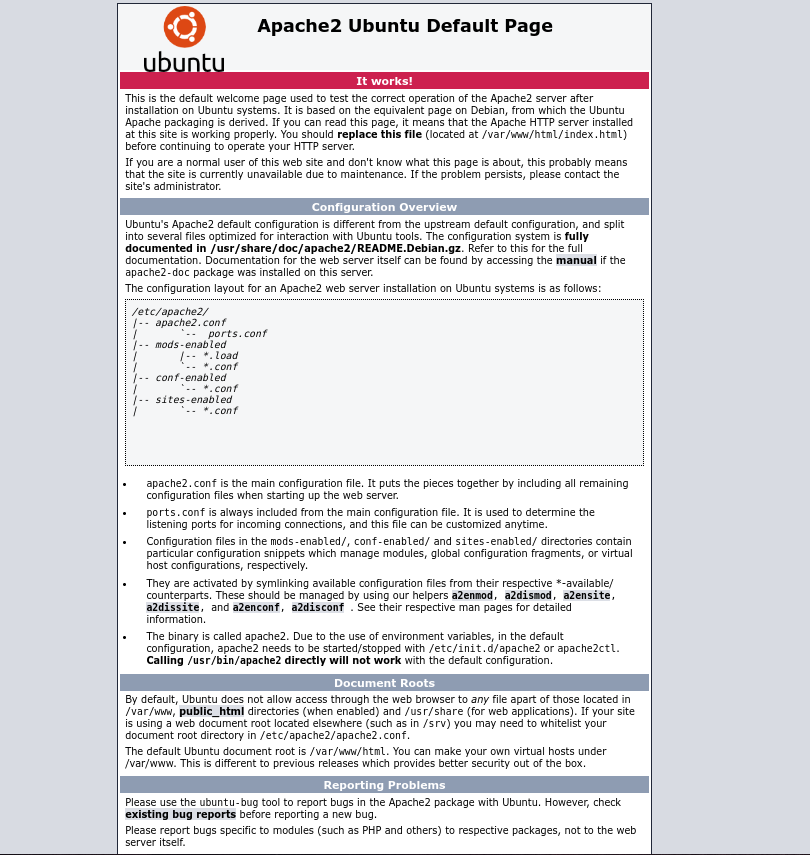 ubuntu
Apache2 Ubuntu Default Page
It works!
This is the default welcome page used to test the correct operation of the Apache2 server after
installation on Ubuntu systems. It is based on the equivalent page on Debian, from which the Ubuntu
Apache packaging is derived. If you can read this page, it means that the Apache HTTP server installed
at this site is working properly. You should replace this file (located at /var/www/html/index.html)
before continuing to operate your HTTP server.
If you are a normal user of this web site and don't know what this page is about, this probably means
that the site is currently unavailable due to maintenance. If the problem persists, please contact the
site's administrator.
Configuration Overview
Ubuntu's Apache2 default configuration is different from the upstream default configuration, and split
into several files optimized for interaction with Ubuntu tools. The configuration system is fully
documented in /usr/share/doc/apache2/README.Debian.gz. Refer to this for the full
documentation. Documentation for the web server itself can be found by accessing the manual if the
apache2-doc package was installed on this server.
The configuration layout for an Apache2 web server installation on Ubuntu systems is as follows:
/etc/apache2/
|-- apache2.conf
|       `--  ports.conf
|-- mods-enabled
|       |-- *.load
|       `-- *.conf
|-- conf-enabled
|       `-- *.conf
|-- sites-enabled
|       `-- *.conf
• apache2.conf is the main configuration file. It puts the pieces together by including all remaining
configuration files when starting up the web server.
• ports.conf is always included from the main configuration file. It is used to determine the
listening ports for incoming connections, and this file can be customized anytime.
• Configuration files in the mods-enabled/, conf-enabled/ and sites-enabled/ directories contain
particular configuration snippets which manage modules, global configuration fragments, or virtual
host configurations, respectively.
• They are activated by symlinking available configuration files from their respective *-available/
counterparts. These should be managed by using our helpers a2enmod, a2dismod, a2ensite,
a2dissite, and a2enconf, a2disconf . See their respective man pages for detailed
information.
• The binary is called apache2. Due to the use of environment variables, in the default
configuration, apache2 needs to be started/stopped with /etc/init.d/apache2 or apache2ctl.
Calling /usr/bin/apache2 directly will not work with the default configuration.
Document Roots
By default, Ubuntu does not allow access through the web browser to any file apart of those located in
/var/www, public_html directories (when enabled) and /usr/share (for web applications). If your site
is using a web document root located elsewhere (such as in /srv) you may need to whitelist your
document root directory in /etc/apache2/apache2.conf.
The default Ubuntu document root is /var/www/html. You can make your own virtual hosts under
/var/www. This is different to previous releases which provides better security out of the box.
Reporting Problems
Please use the ubuntu-bug tool to report bugs in the Apache2 package with Ubuntu. However, check
existing bug reports before reporting a new bug.
Please report bugs specific to modules (such as PHP and others) to respective packages, not to the web
server itself.